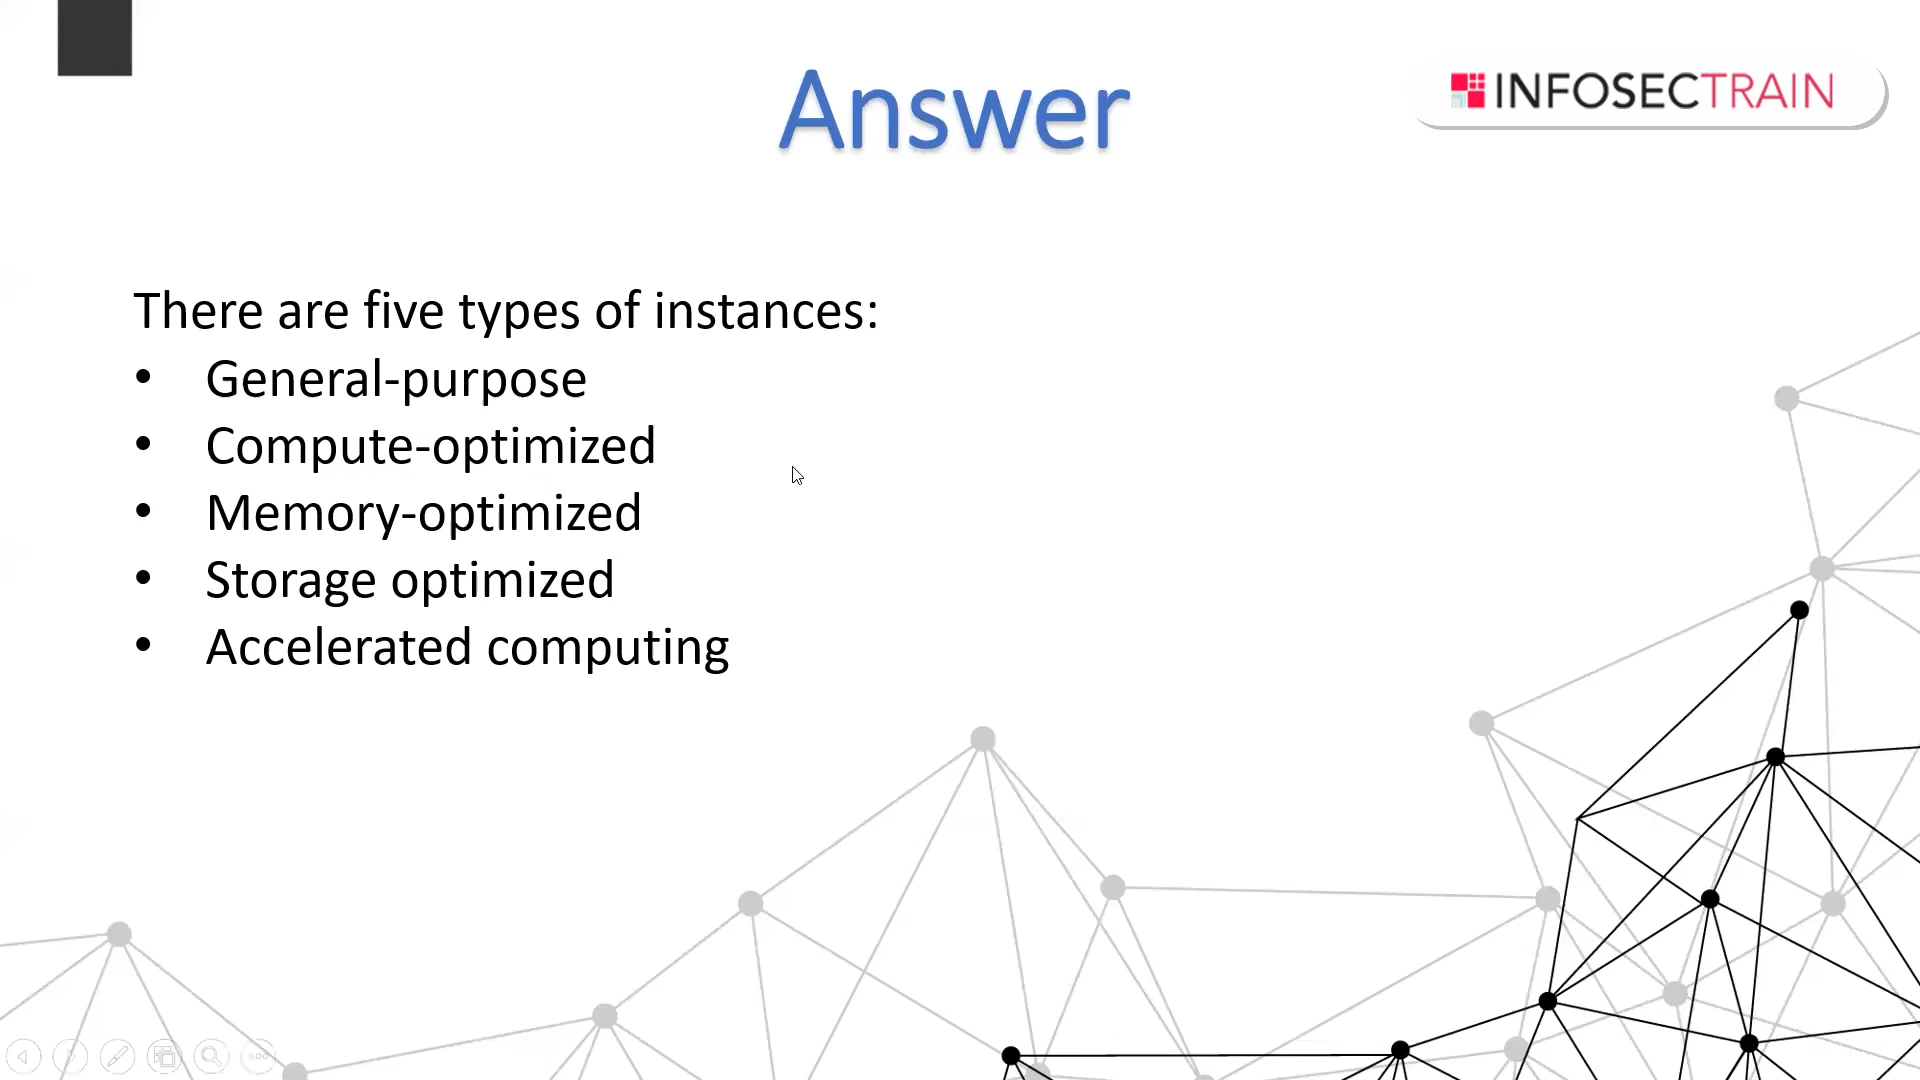 Answer
INFOSECTRAIN
There are five types of instances:
• General-purpose
• Compute-optimized
• Memory-optimized
• Storage optimized
• Accelerated computing